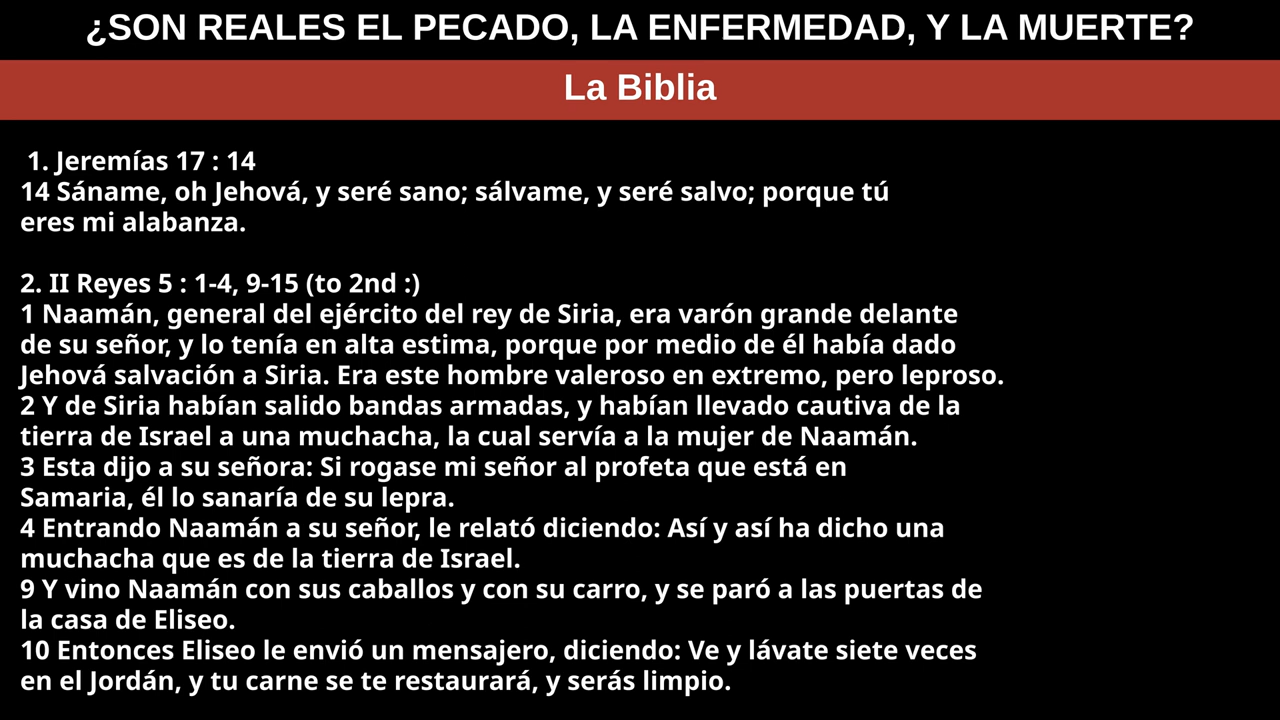 ¿SON REALES EL PECADO, LA ENFERMEDAD, Y LA MUERTE?
La Biblia
1. Jeremías 17 : 14
14 Sáname, oh Jehová, y seré sano; sálvame, y seré salvo; porque tú
eres mi alabanza.
2. II Reyes 5 : 1-4, 9-15 (to 2nd :)
1 Naamán, general del ejército del rey de Siria, era varón grande delante
de su señor, y lo tenía en alta estima, porque por medio de él había dado
Jehová salvación a Siria. Era este hombre valeroso en extremo, pero leproso.
2 Y de Siria habían salido bandas armadas, y habían llevado cautiva de la
tierra de Israel a una muchacha, la cual servía a la mujer de Naamán.
3 Esta dijo a su señora: Si rogase mi señor al profeta que está en
Samaria, él lo sanaría de su lepra.
4 Entrando Naamán a su señor, le relató diciendo: Así y así ha dicho una
muchacha que es de la tierra de Israel.
9 Y vino Naamán con sus caballos y con su carro, y se paró a las puertas de
la casa de Eliseo.
10 Entonces Eliseo le envió un mensajero, diciendo: Ve y lávate siete veces
en el Jordán, y tu carne se te restaurará, y serás limpio.